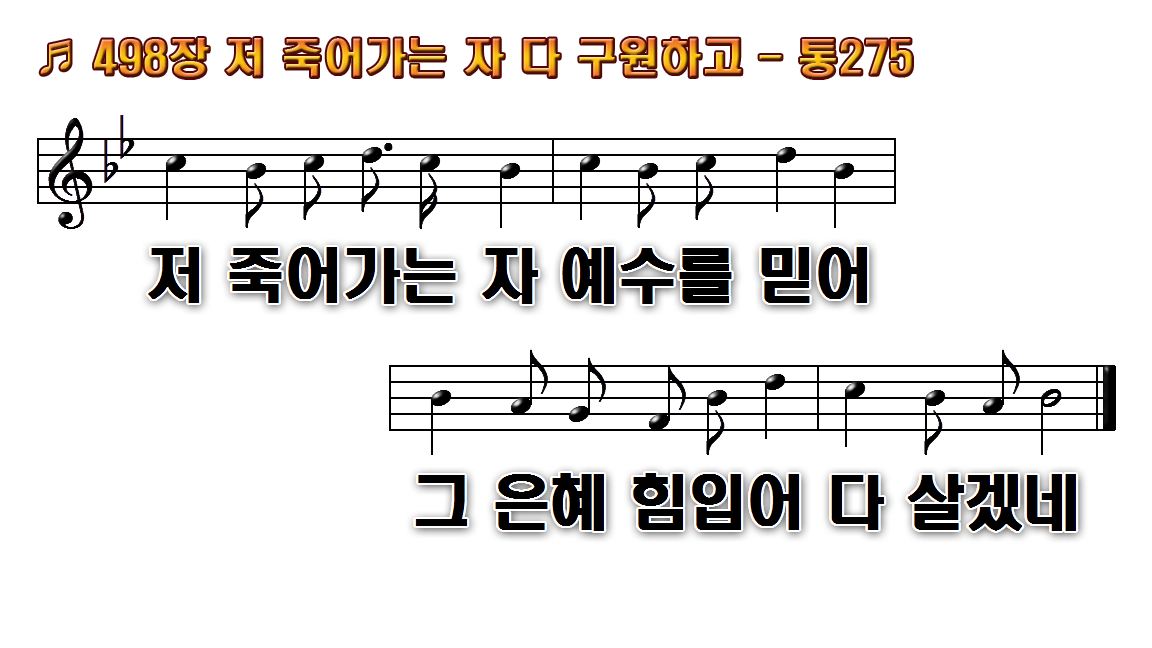 ♬ 498장 저 죽어가는 자 다 구원하고 - 통275
저 죽어가는 자 예수를 믿어
그 은혜 힘입어 다 살겠네